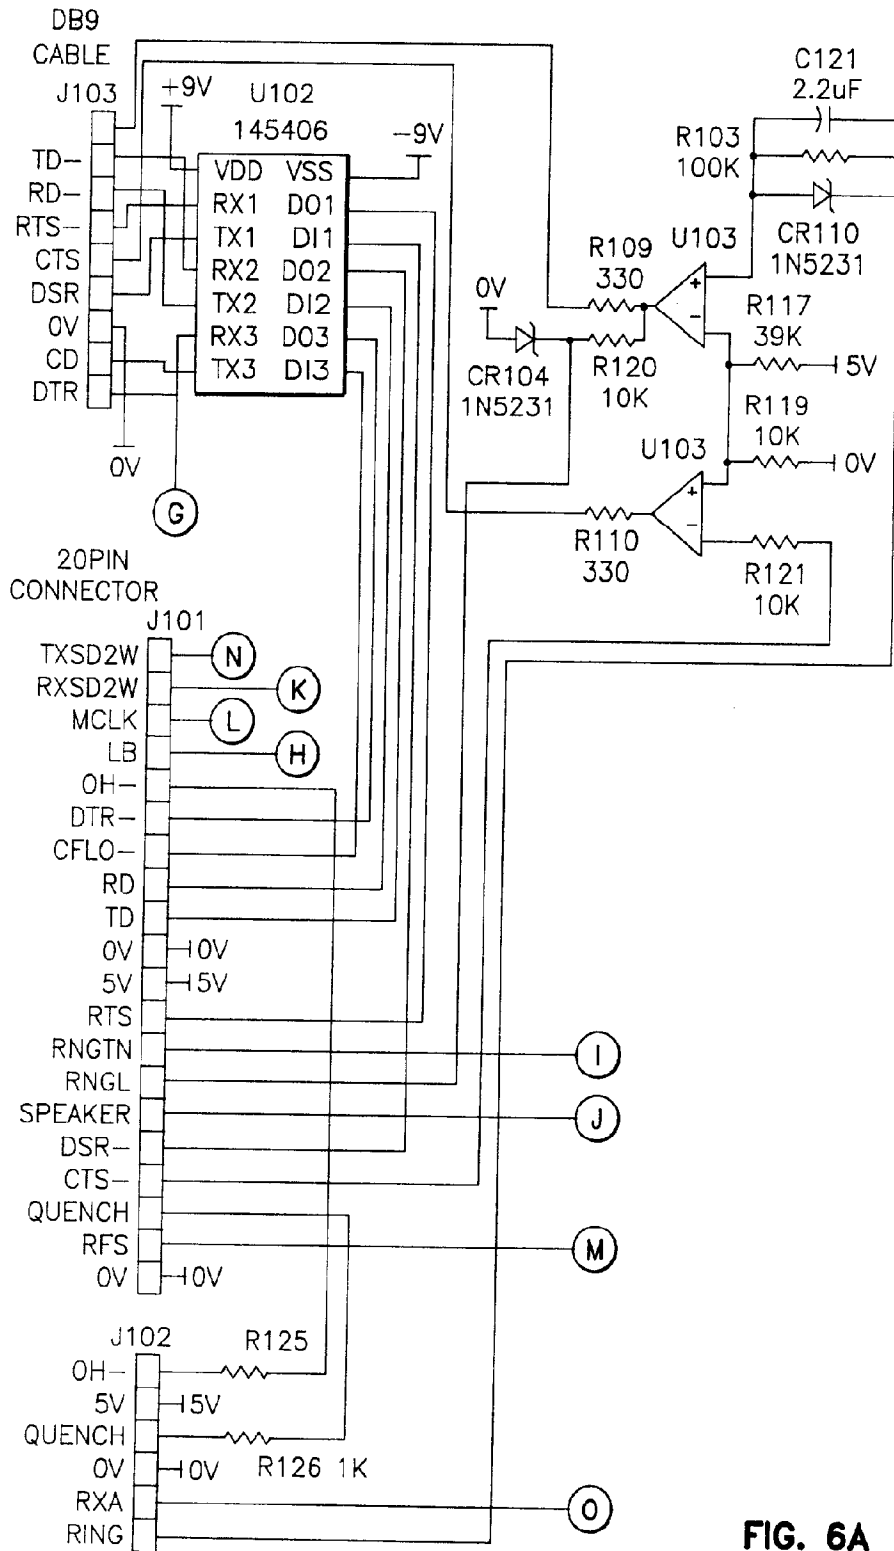 DB9
CABLE
J103
+9V
U102
145406
-9V
C121
2.2uF
R103
100K
CR110
1N5231
TD-
RD-
RTS-
CTS
DSR
0V
CD
DTR
VDD VSS
RX1 DO1
TX1 DI1
RX2 DO2
TX2 DI2
RX3 DO3
TX3 DI3
0V
G
R109
330
U103
+
-
0V
CR104
1N5231
R120
10K
R117
39K
5V
R119
10K
0V
U103
+
-
R110
330
R121
10K
20PIN
CONNECTOR
J101
TXSD2W N
RXSD2W K
MCLK L
LB H
OH-
DTR-
CFLO-
RD
TD
0V 0V
5V 5V
RTS
RNGTN I
RNGL
SPEAKER J
DSR-
CTS-
QUENCH
RFS M
0V 0V
J102
R125
OH-
5V 5V
QUENCH
R126 1K
0V 0V
RXA O
RING
FIG. 6A